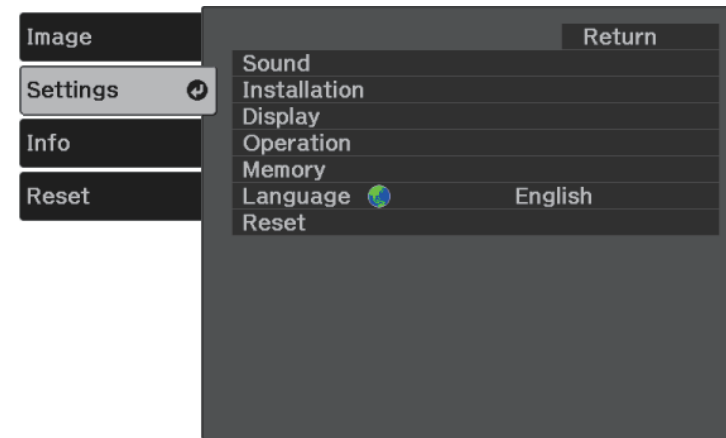 Image
Settings
Info
Reset
Return
Sound
Installation
Display
Operation
Memory
Language English
Reset